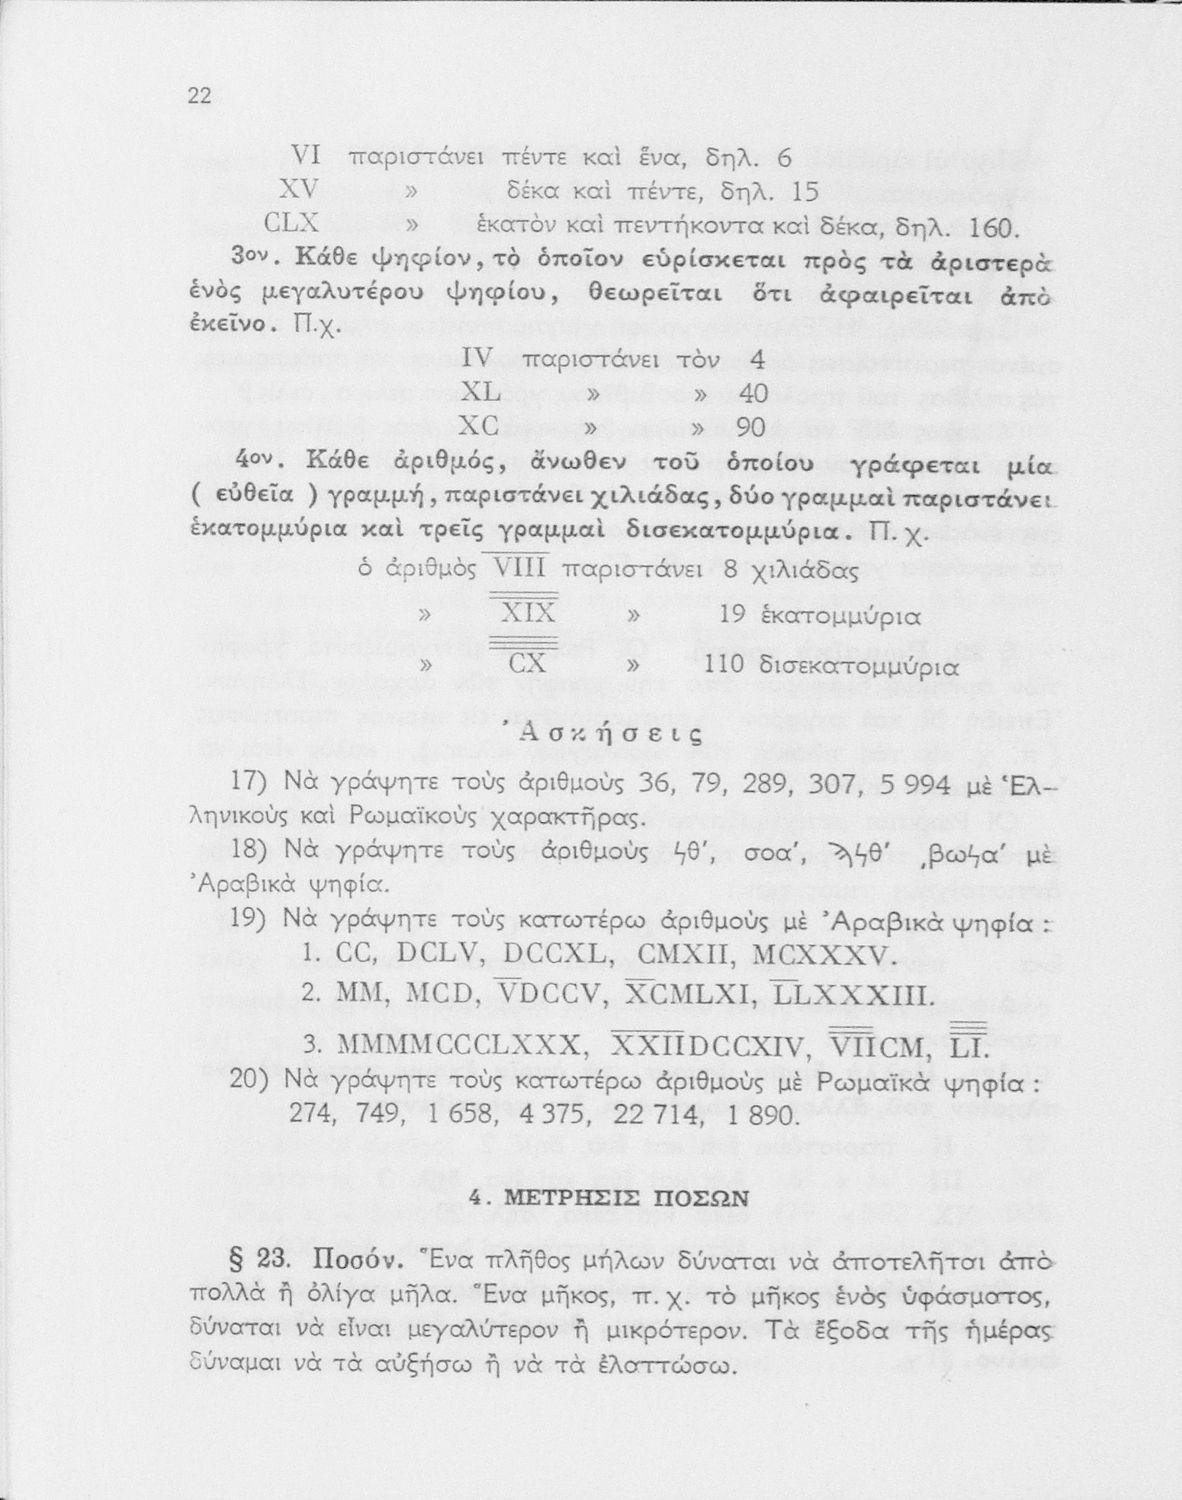 22
VI παριστάνει πέντε καὶ ἕνα, δηλ. 6
XV » δέκα καὶ πέντε, δηλ. 15
CLX » ἑκατὸν καὶ πεντήκοντα καὶ δέκα, δηλ. 160.
3ον. Κάθε ψηφίον, τὸ ὁποῖον εὑρίσκεται πρὸς τὰ ἀριστερὰ
ἑνὸς μεγαλυτέρου ψηφίου, θεωρεῖται ὅτι ἀφαιρεῖται ἀπὸ
ἐκεῖνο. Π.χ.
IV παριστάνει τὸν 4
XL » » 40
XC » » 90
4ον. Κάθε ἀριθμός, ἄνωθεν τοῦ ὁποίου γράφεται μία
( εὐθεῖα ) γραμμή, παριστάνει χιλιάδας, δύο γραμμαὶ παριστάνει
ἑκατομμύρια καὶ τρεῖς γραμμαὶ δισεκατομμύρια. Π. χ.
ὁ ἀριθμὸς V̅I̅I̅I̅ παριστάνει 8 χιλιάδας
» X̿I̿X̿ » 19 ἑκατομμύρια
» C̿̅X̿̅ » 110 δισεκατομμύρια
Ἀσκήσεις
17) Νὰ γράψητε τοὺς ἀριθμοὺς 36, 79, 289, 307, 5 994 μὲ Ἑλ-
ληνικοὺς καὶ Ρωμαϊκοὺς χαρακτῆρας.
18) Νὰ γράψητε τοὺς ἀριθμοὺς ϟθ′, σοα′, ϡϟθ′ ͵βωϟα′ μὲ
Ἀραβικὰ ψηφία.
19) Νὰ γράψητε τοὺς κατωτέρω ἀριθμοὺς μὲ Ἀραβικὰ ψηφία :
1. CC, DCLV, DCCXL, CMXII, MCXXXV.
2. MM, MCD, V̅DCCV, X̅CMLXI, L̅LXXXIII.
3. MMMMCCCLXXX, X̅X̅I̅I̅DCCXIV, V̿I̿I̿CM, L̿̅I̿̅.
20) Νὰ γράψητε τοὺς κατωτέρω ἀριθμοὺς μὲ Ρωμαϊκὰ ψηφία :
274, 749, 1 658, 4 375, 22 714, 1 890.
4. ΜΕΤΡΗΣΙΣ ΠΟΣΩΝ
§ 23. Ποσόν. Ἕνα πλῆθος μήλων δύναται νὰ ἀποτελῆται ἀπὸ
πολλὰ ἢ ὀλίγα μῆλα. Ἕνα μῆκος, π. χ. τὸ μῆκος ἑνὸς ὑφάσματος,
δύναται νὰ εἶναι μεγαλύτερον ἢ μικρότερον. Τὰ ἔξοδα τῆς ἡμέρας
δύναμαι νὰ τὰ αὐξήσω ἢ νὰ τὰ ἐλαττώσω.